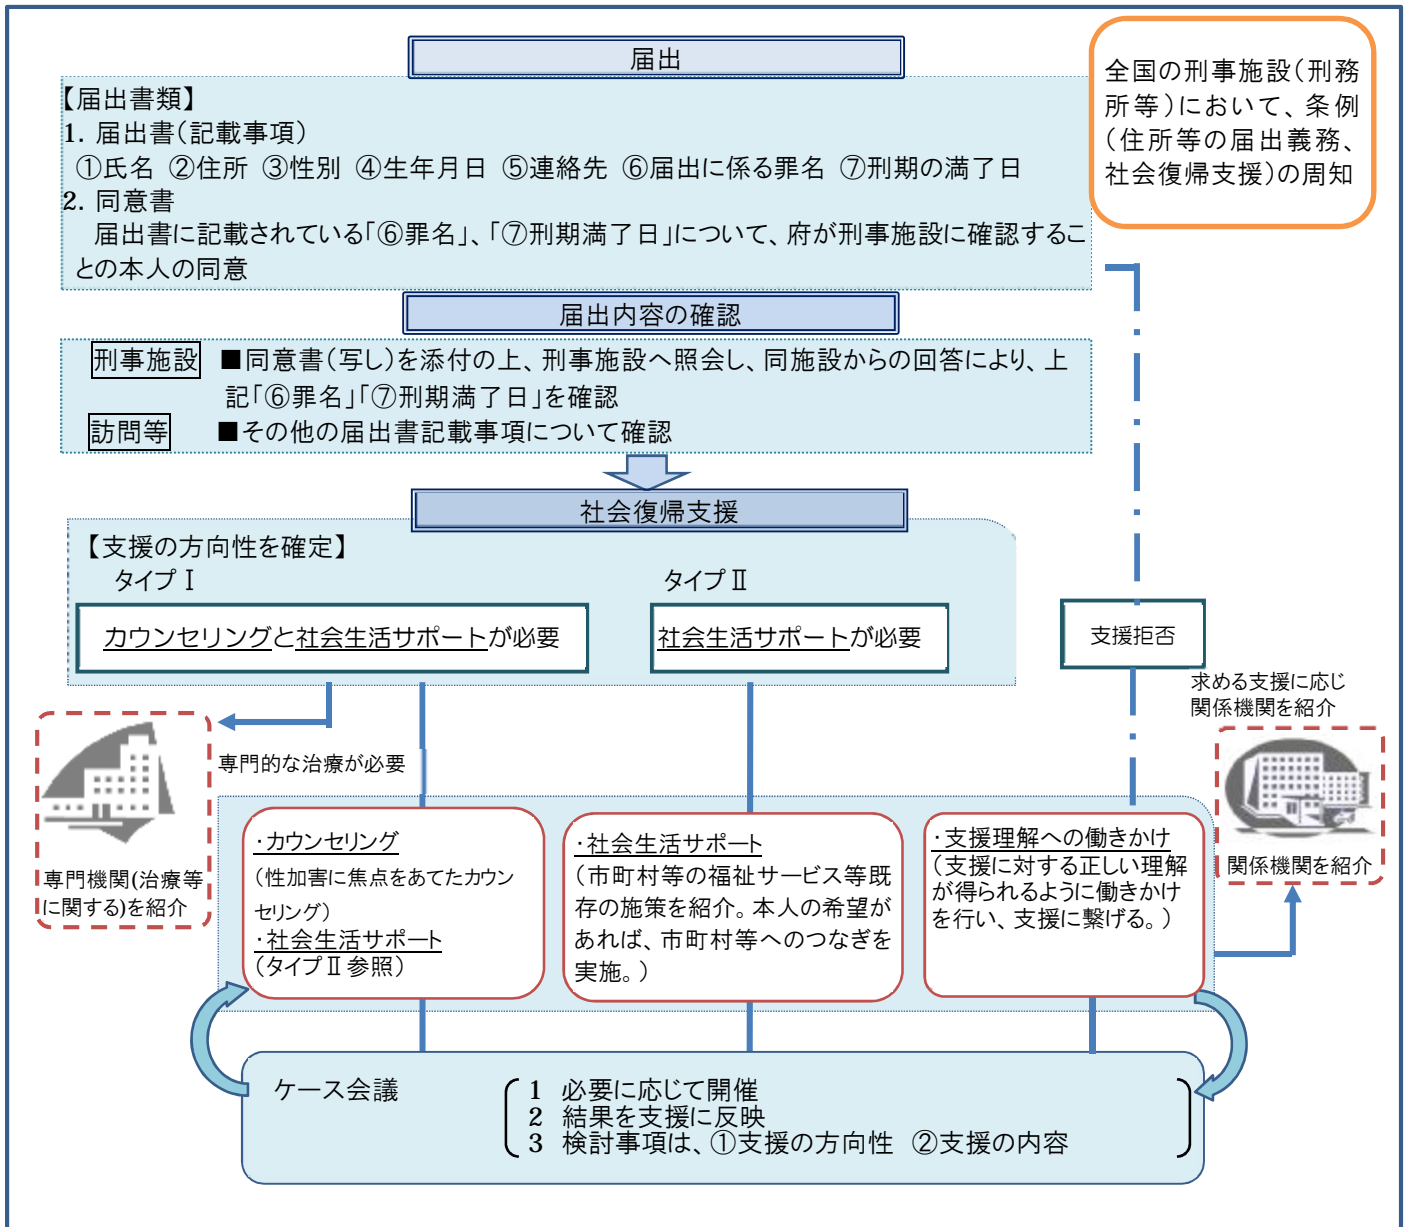 届出
全国の刑事施設(刑務
所等)において、条例
(住所等の届出義務、
社会復帰支援)の周知
【届出書類】
1. 届出書(記載事項)
①氏名 ②住所 ③性別 ④生年月日 ⑤連絡先 ⑥届出に係る罪名 ⑦刑期の満了日
2. 同意書
届出書に記載されている「⑥罪名」、「⑦刑期満了日」について、府が刑事施設に確認するこ
との本人の同意
届出内容の確認
刑事施設 ■同意書(写し)を添付の上、刑事施設へ照会し、同施設からの回答により、上
記「⑥罪名」「⑦刑期満了日」を確認
訪問等 ■その他の届出書記載事項について確認
社会復帰支援
【支援の方向性を確定】
タイプⅠ
タイプⅡ
カウンセリングと社会生活サポートが必要
社会生活サポートが必要
支援拒否
求める支援に応じ
関係機関を紹介
専門的な治療が必要
専門機関(治療等
に関する)を紹介
・カウンセリング
(性加害に焦点をあてたカウン
セリング)
・社会生活サポート
(タイプⅡ参照)
・社会生活サポート
(市町村等の福祉サービス等既
存の施策を紹介。本人の希望が
あれば、市町村等へのつなぎを
実施。)
・支援理解への働きかけ
(支援に対する正しい理解
が得られるように働きかけ
を行い、支援に繋げる。)
関係機関を紹介
ケース会議
1 必要に応じて開催
2 結果を支援に反映
3 検討事項は、①支援の方向性 ②支援の内容